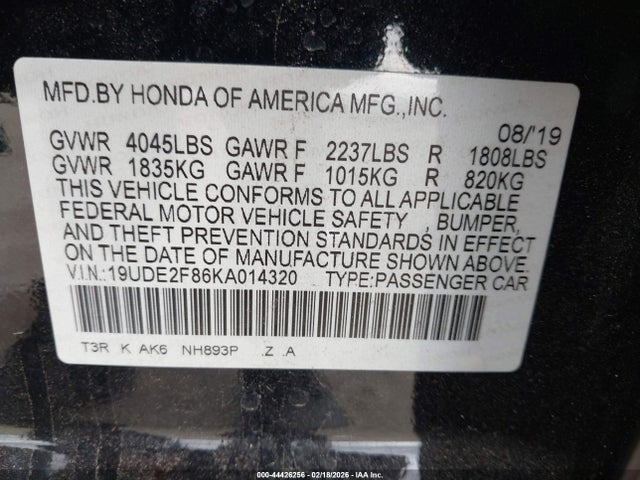 MFD.BY HONDA OF AMERICA MFG.,INC.
08/'19
GVWR 4045LBS GAWR F 2237LBS R 1808LBS
GVWR 1835KG GAWR F 1015KG R 820KG
THIS VEHICLE CONFORMS TO ALL APPLICABLE
FEDERAL MOTOR VEHICLE SAFETY , BUMPER,
AND THEFT PREVENTION STANDARDS IN EFFECT
ON THE DATE OF MANUFACTURE SHOWN ABOVE.
V.I.N.:19UDE2F86KA014320 TYPE:PASSENGER CAR
T3R K AK6 NH893P .Z .A
000-44426256 - 02/18/2026 - IAA Inc.